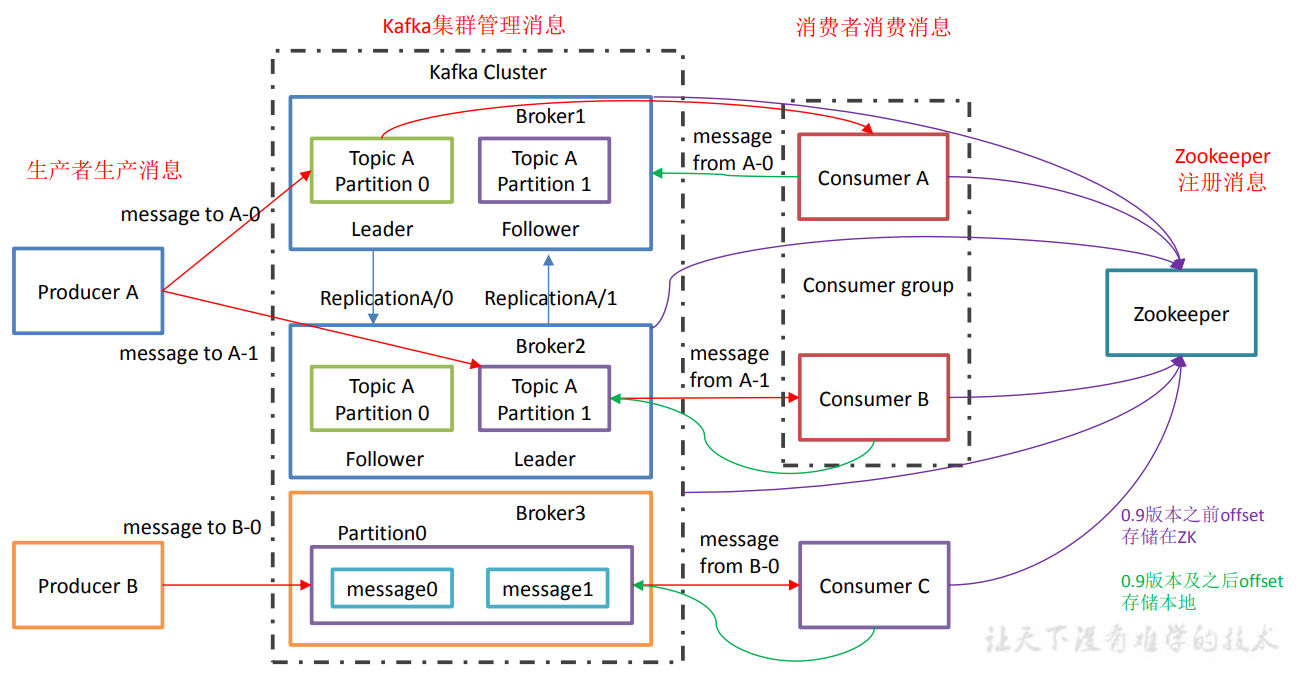 Kafka集群管理消息
消费者消费消息
Kafka Cluster
生产者生产消息
Broker1
Topic A
Partition 0
Topic A
Partition 1
Leader
Follower
message
from A-0
Consumer A
Zookeeper
注册消息
message to A-0
Producer A
ReplicationA/0
ReplicationA/1
Consumer group
Zookeeper
message to A-1
Broker2
Topic A
Partition 0
Topic A
Partition 1
Follower
Leader
message
from A-1
Consumer B
message to B-0
Producer B
Broker3
Partition0
message0
message1
message
from B-0
Consumer C
0.9版本之前offset
存储在ZK
0.9版本及之后offset
存储本地
让天下没有难学的技术